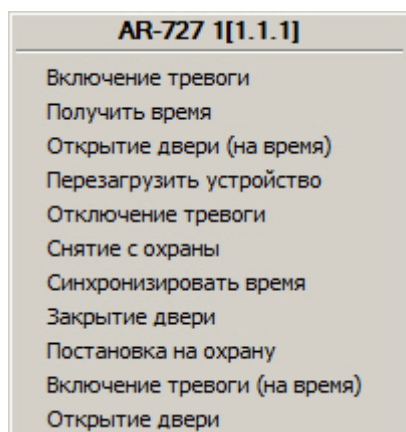 AR-727 1[1.1.1]
Включение тревоги
Получить время
Открытие двери (на время)
Перезагрузить устройство
Отключение тревоги
Снятие с охраны
Синхронизировать время
Закрытие двери
Постановка на охрану
Включение тревоги (на время)
Открытие двери